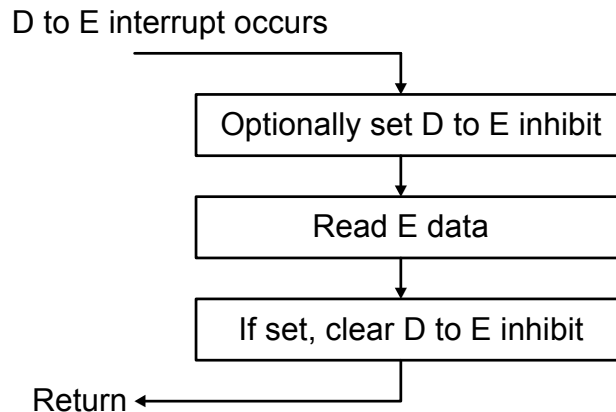 D to E interrupt occurs
Optionally set D to E inhibit
Read E data
If set, clear D to E inhibit
Return